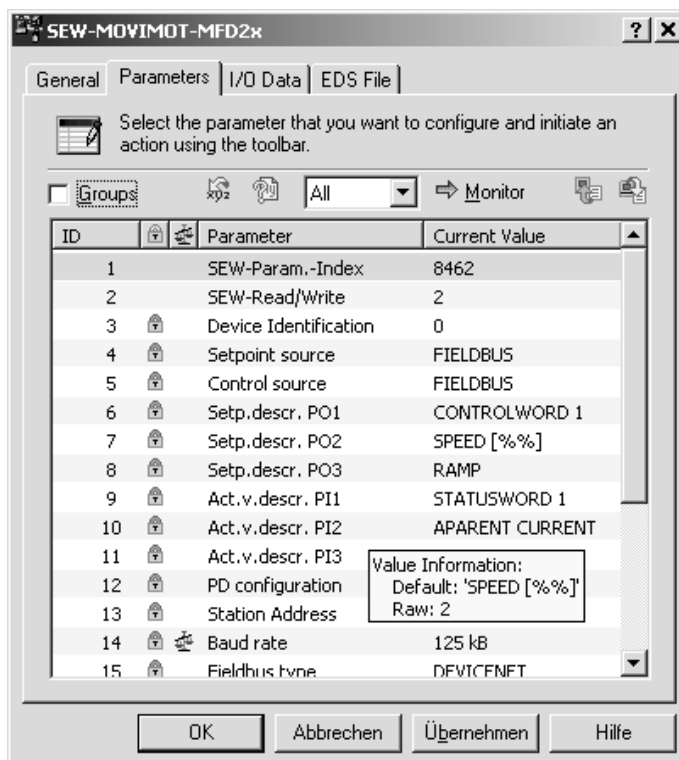 SEW-MOVIMOT-MFD2x
General Parameters I/O Data EDS File
Select the parameter that you want to configure and initiate an
action using the toolbar.
Groups All Monitor
ID Parameter Current Value
1 SEW-Param.-Index 8462
2 SEW-Read/Write 2
3 Device Identification 0
4 Setpoint source FIELDBUS
5 Control source FIELDBUS
6 Setp.descr. PO1 CONTROLWORD 1
7 Setp.descr. PO2 SPEED [%%]
8 Setp.descr. PO3 RAMP
9 Act.v.descr. PI1 STATUSWORD 1
10 Act.v.descr. PI2 APARENT CURRENT
11 Act.v.descr. PI3
12 PD configuration
13 Station Address
Value Information:
Default: 'SPEED [%%]'
Raw: 2
14 Baud rate 125 kB
15 Fieldbus type DEVICENET
OK Abbrechen Übernehmen Hilfe